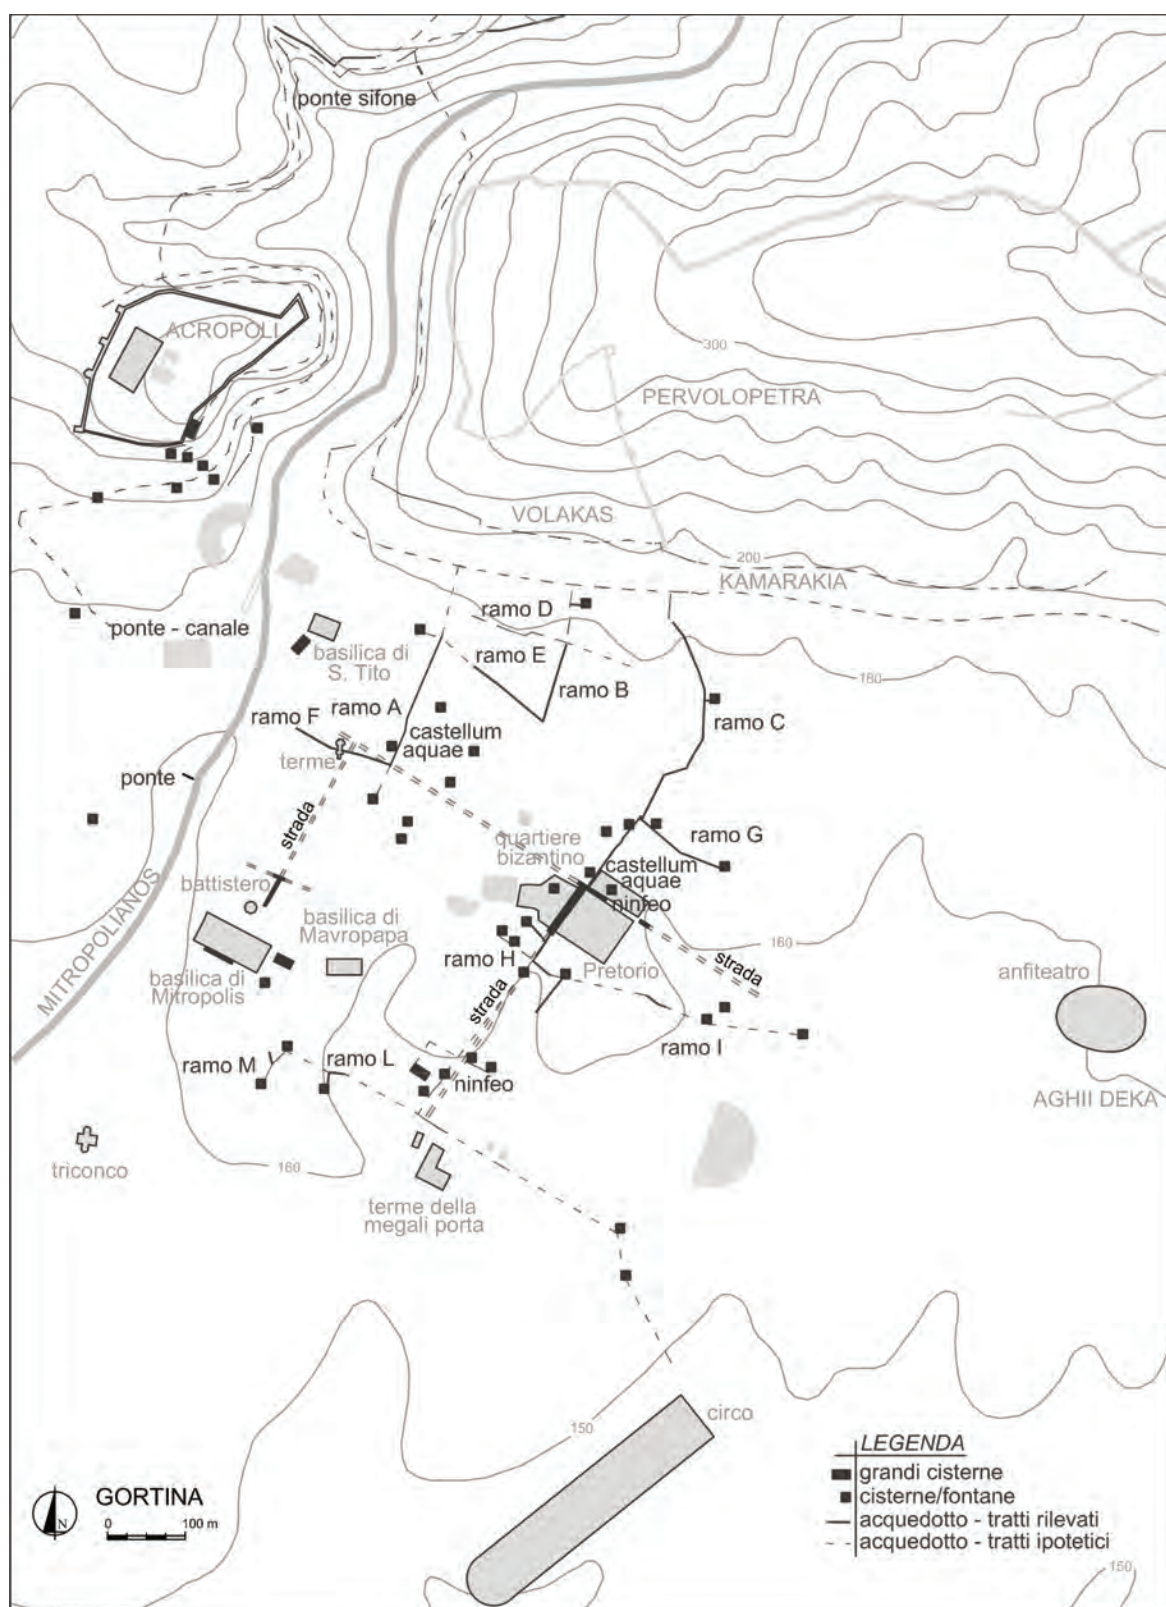 ponte sifone
ACROPOLI
300
PERVOLOPETRA
VOLAKAS
200
KAMARAKIA
ramo D
ponte - canale
basilica di
S. Tito
ramo E
180
ramo B
ramo A
ramo F
castellum
aquae
ramo C
terme
ponte
strada
quartiere
bizantino
ramo G
castellum
aquae
ninfeo
battistero
basilica di
Mavropapa
160
MITROPOLIANOS
ramo H
Pretorio
strada
anfiteatro
basilica di
Mitropolis
strada
ramo I
ramo M
ramo L
ninfeo
AGHII DEKA
triconco
160
terme della
megali porta
150
circo
LEGENDA
grandi cisterne
cisterne/fontane
acquedotto - tratti rilevati
acquedotto - tratti ipotetici
150
N
GORTINA
0 100 m